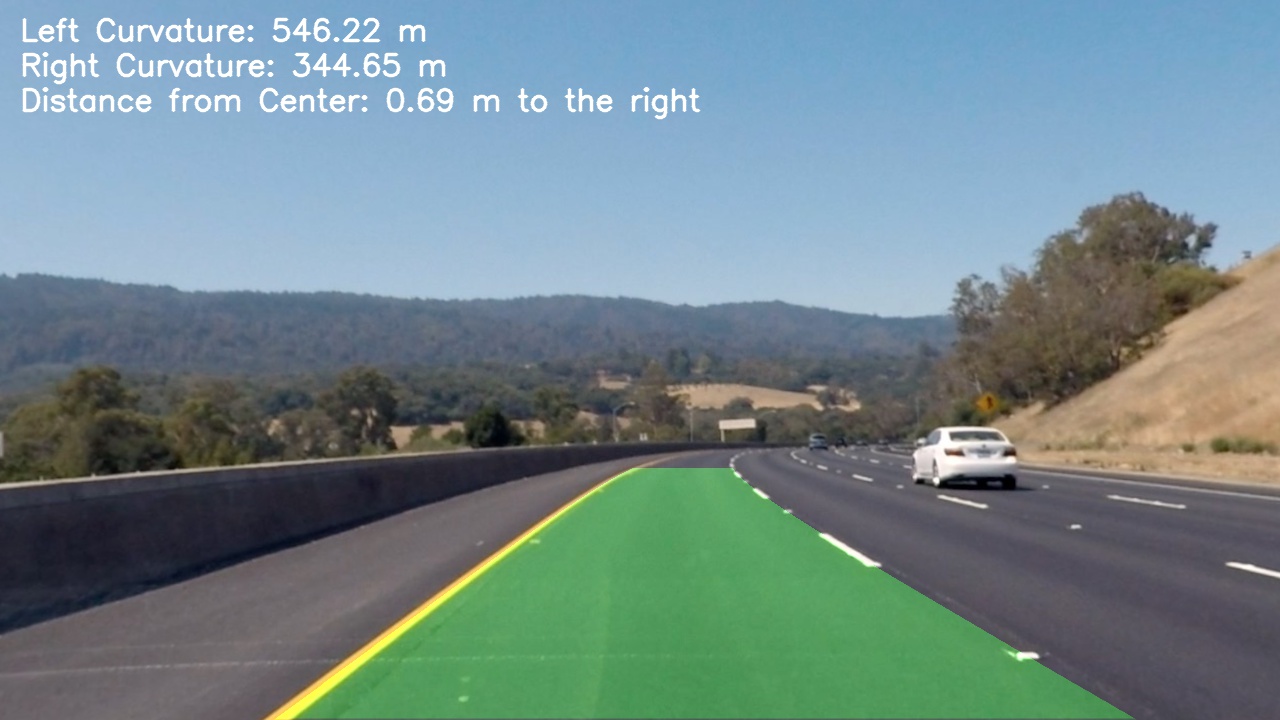 Left Curvature: 546.22 m
Right Curvature: 344.65 m
Distance from Center: 0.69 m to the right